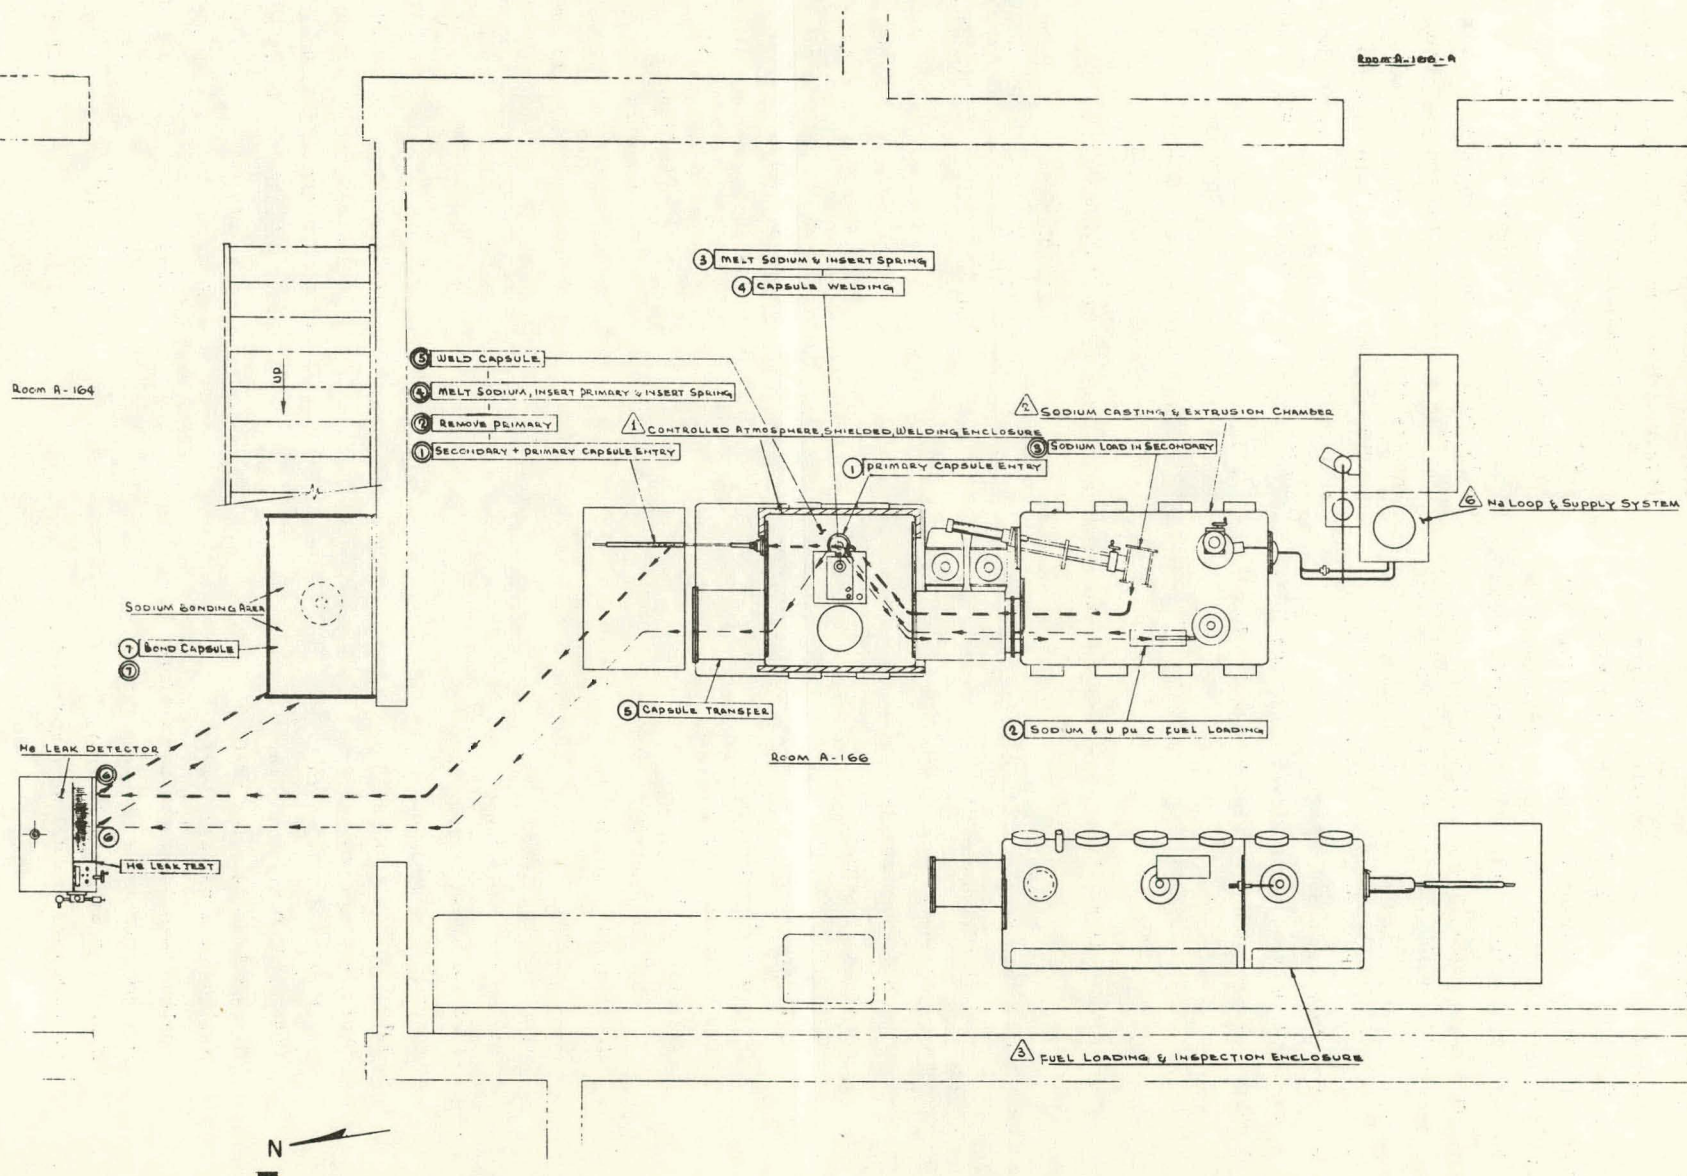 ROOM A-166-A
③ MELT SODIUM & INSERT SPRING
④ CAPSULE WELDING
UP
ROOM A-164
⑤ WELD CAPSULE
④ MELT SODIUM, INSERT PRIMARY & INSERT SPRING
② REMOVE PRIMARY
① SECONDARY + PRIMARY CAPSULE ENTRY
△1 CONTROLLED ATMOSPHERE, SHIELDED, WELDING ENCLOSURE
① PRIMARY CAPSULE ENTRY
△2 SODIUM CASTING & EXTRUSION CHAMBER
③ SODIUM LOAD IN SECONDARY
△6 Na LOOP & SUPPLY SYSTEM
SODIUM BONDING AREA
⑦ BOND CAPSULE
⑦
⑤ CAPSULE TRANSFER
② SODIUM & U Pu C FUEL LOADING
ROOM A-166
He LEAK DETECTOR
⑥
⑥
He LEAK TEST
△3 FUEL LOADING & INSPECTION ENCLOSURE
N